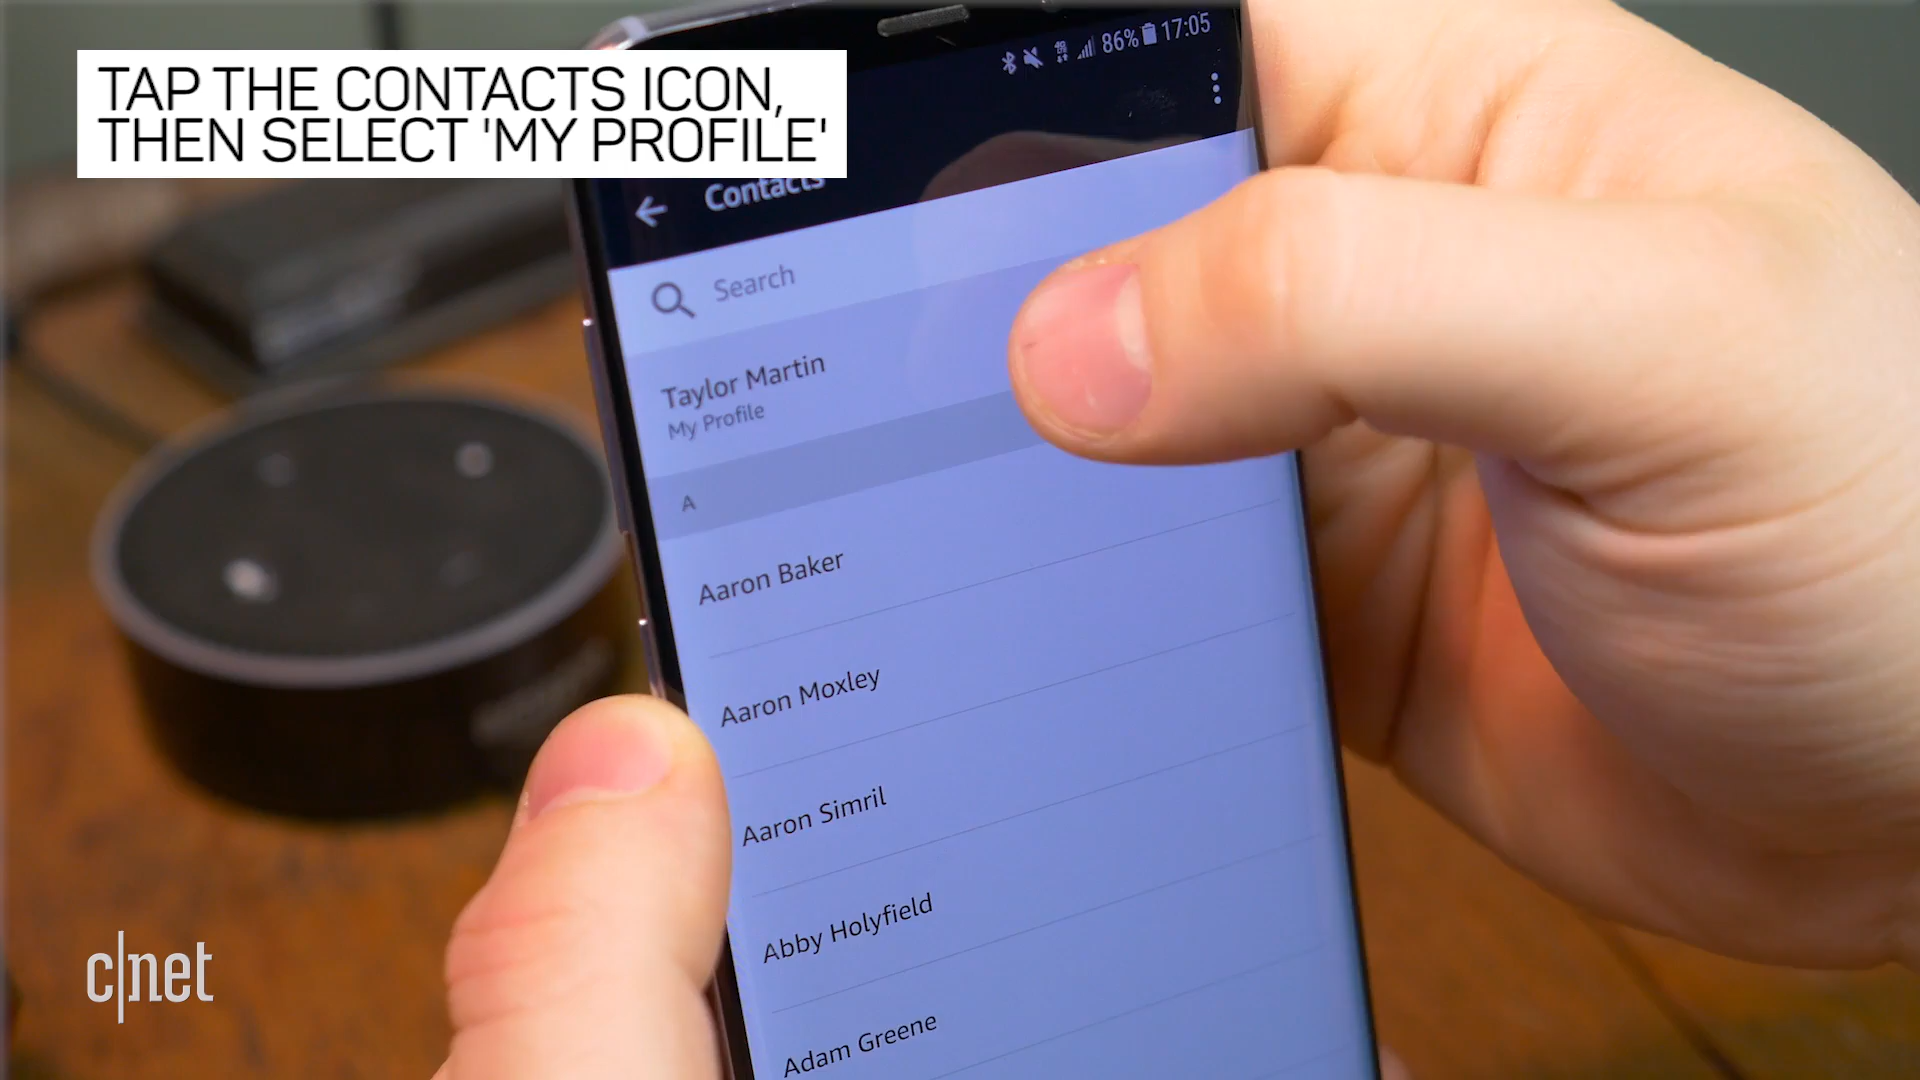 TAP THE CONTACTS ICON,
THEN SELECT 'MY PROFILE'
86% 17:05
Contacts
Search
Taylor Martin
My Profile
A
Aaron Baker
Aaron Moxley
Aaron Simril
Abby Holyfield
Adam Greene
c|net